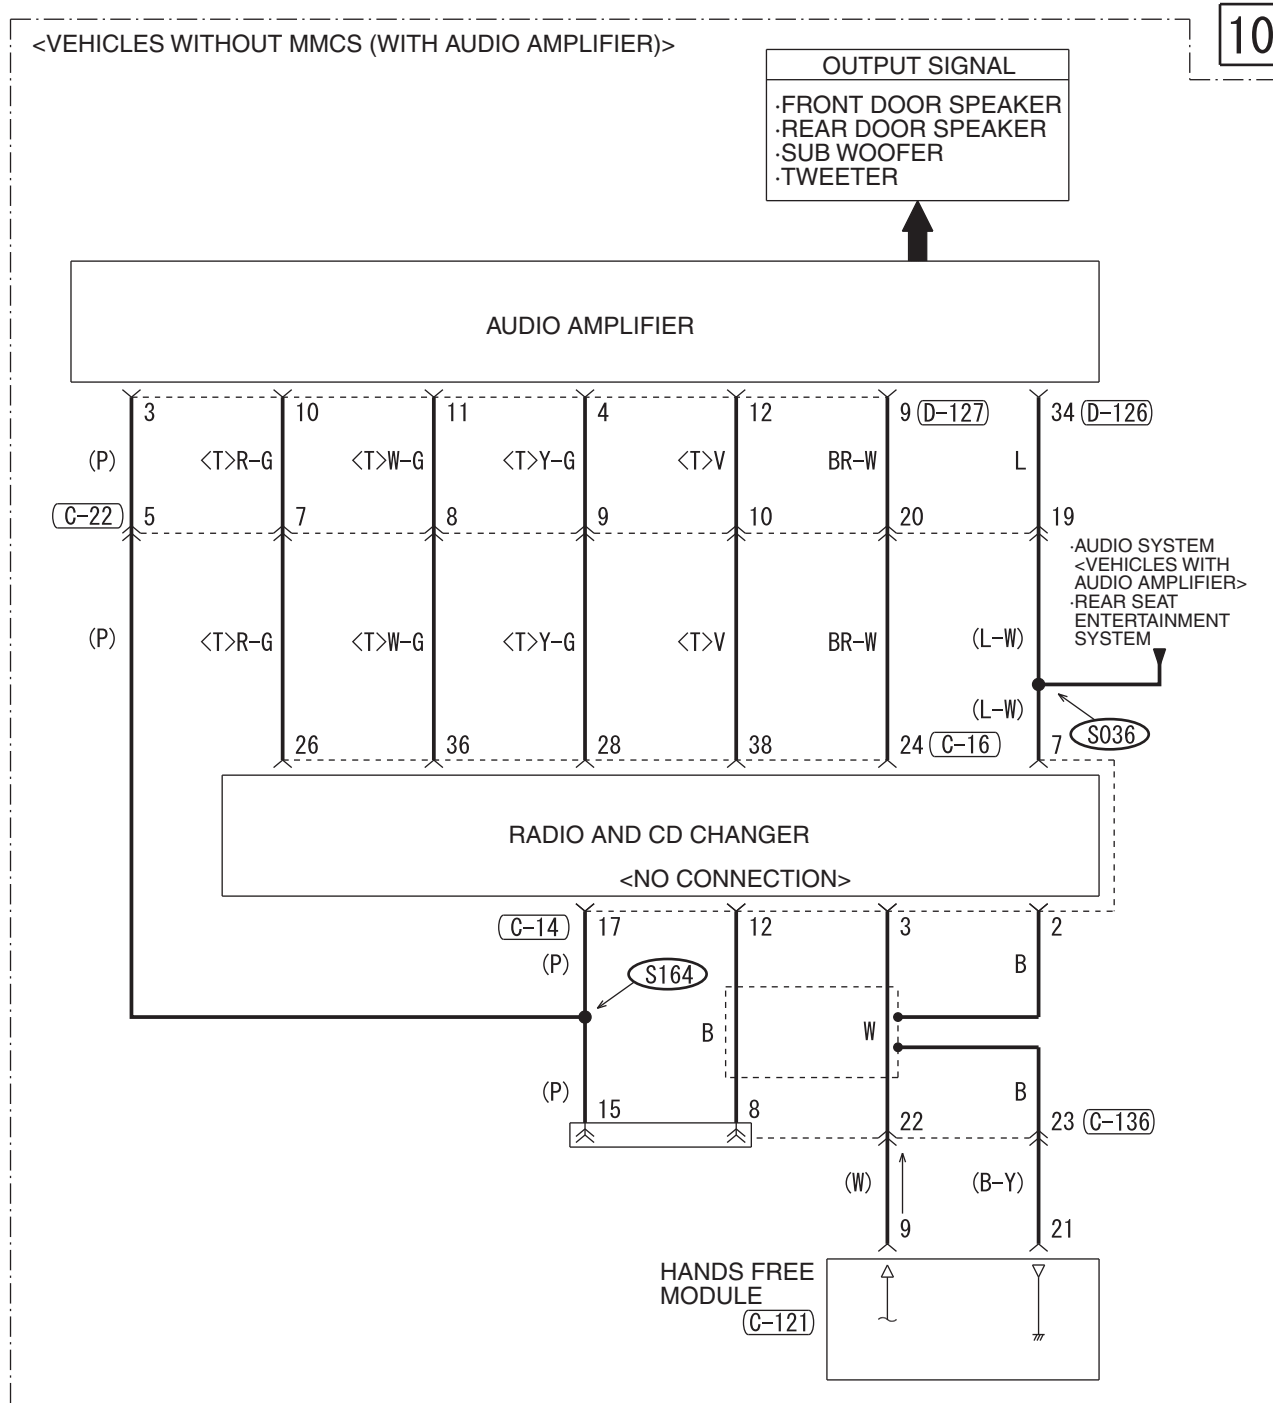 <VEHICLES WITHOUT MMCS (WITH AUDIO AMPLIFIER)>
10
OUTPUT SIGNAL
·FRONT DOOR SPEAKER
·REAR DOOR SPEAKER
·SUB WOOFER
·TWEETER
AUDIO AMPLIFIER
3 10 11 4 12 9 D-127 34 D-126
(P) <T>R-G <T>W-G <T>Y-G <T>V BR-W L
C-22 5 7 8 9 10 20 19
·AUDIO SYSTEM
<VEHICLES WITH
AUDIO AMPLIFIER>
·REAR SEAT
ENTERTAINMENT
SYSTEM
(P) <T>R-G <T>W-G <T>Y-G <T>V BR-W (L-W)
(L-W)
S036
26 36 28 38 24 C-16 7
RADIO AND CD CHANGER
<NO CONNECTION>
C-14 17 12 3 2
(P) S164 B
B W
(P) B
15 8 22 23 C-136
(W) (B-Y)
9 21
HANDS FREE
MODULE
C-121